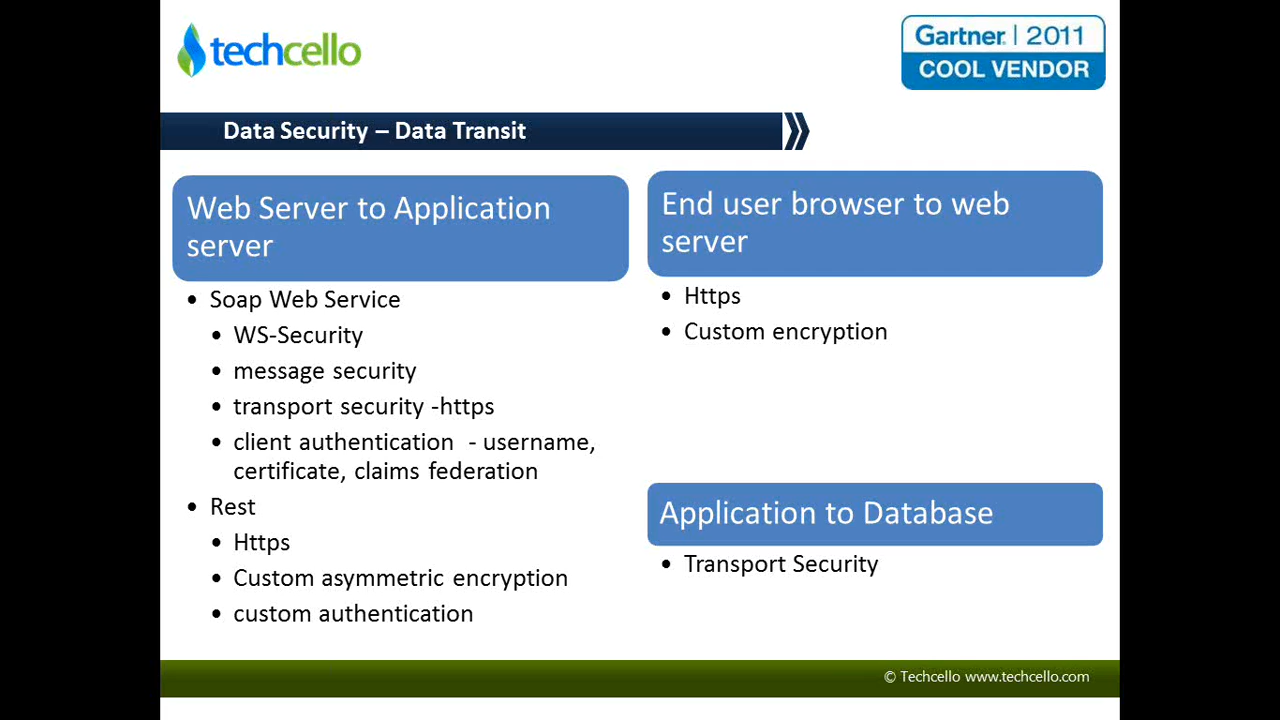 techcello
Gartner. | 2011
COOL VENDOR
Data Security – Data Transit
Web Server to Application
server
• Soap Web Service
• WS-Security
• message security
• transport security -https
• client authentication - username,
certificate, claims federation
• Rest
• Https
• Custom asymmetric encryption
• custom authentication
End user browser to web
server
• Https
• Custom encryption
Application to Database
• Transport Security
© Techcello www.techcello.com